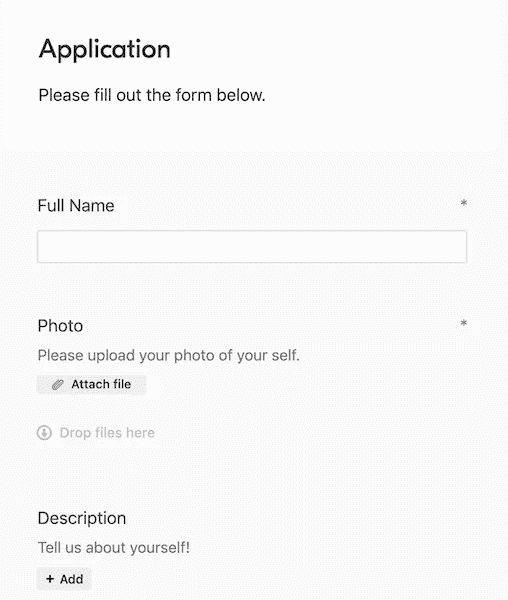 Application
Please fill out the form below.
Full Name *
Photo *
Please upload your photo of your self.
Attach file
Drop files here
Description
Tell us about yourself!
+ Add